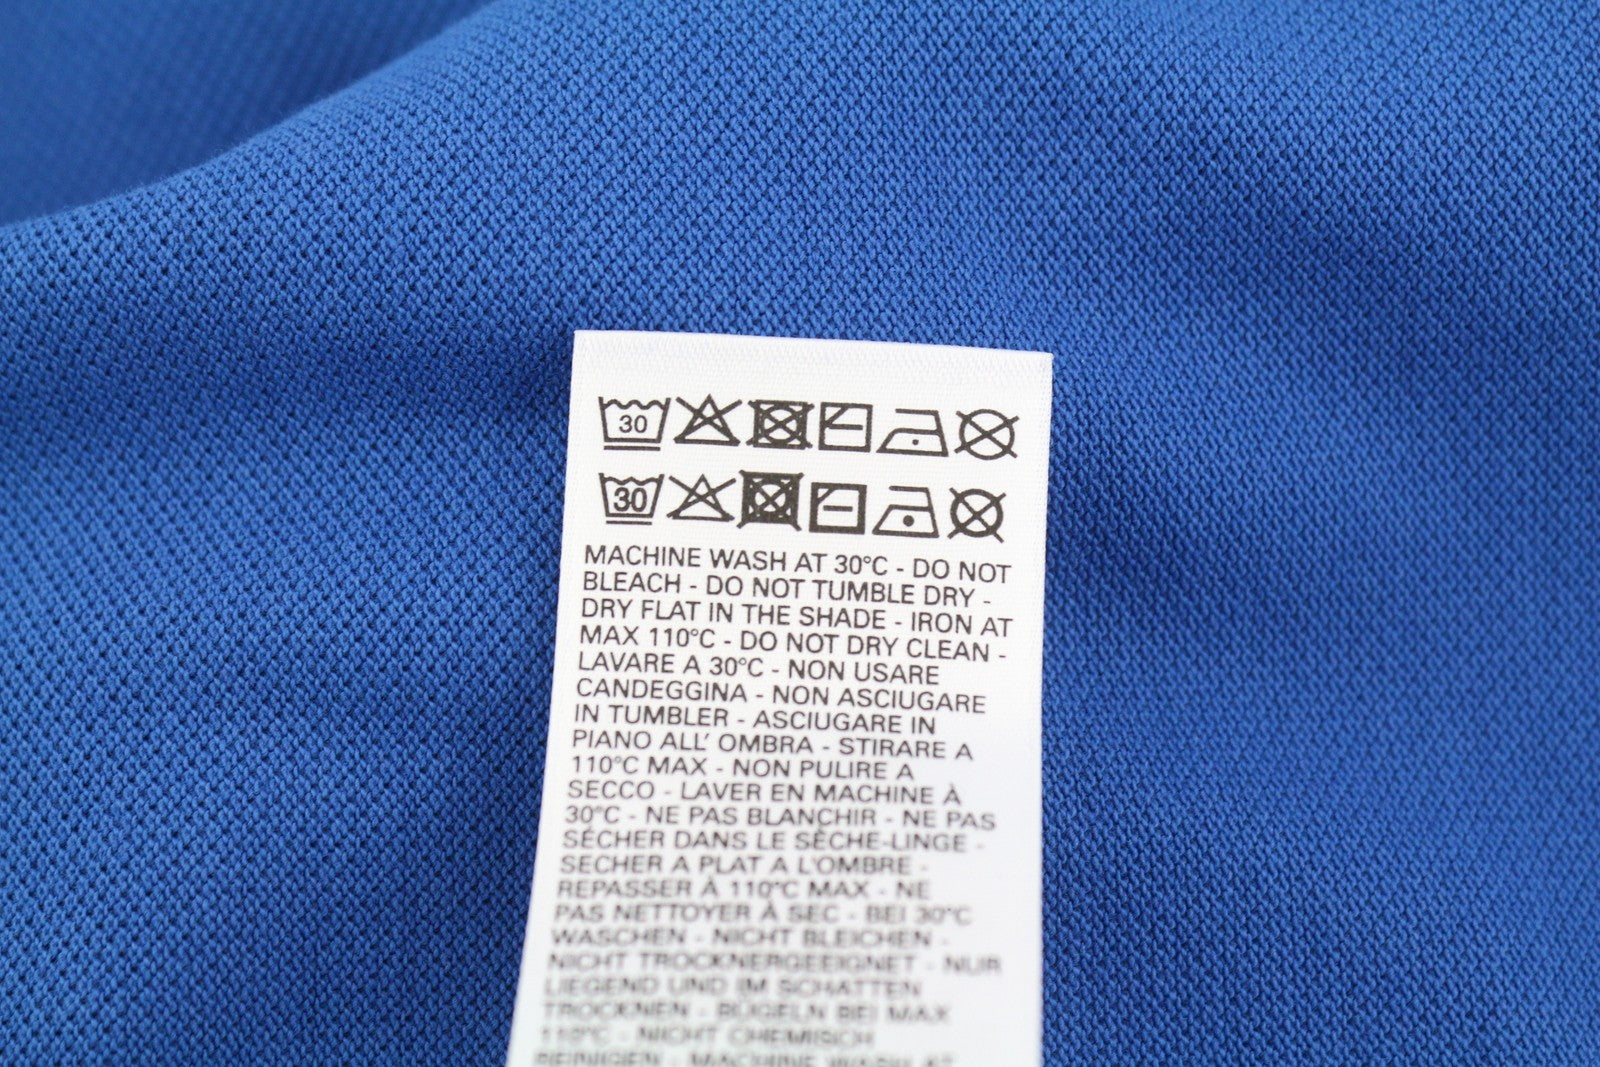 30
30
MACHINE WASH AT 30°C - DO NOT
BLEACH - DO NOT TUMBLE DRY -
DRY FLAT IN THE SHADE - IRON AT
MAX 110°C - DO NOT DRY CLEAN -
LAVARE A 30°C - NON USARE
CANDEGGINA - NON ASCIUGARE
IN TUMBLER - ASCIUGARE IN
PIANO ALL' OMBRA - STIRARE A
110°C MAX - NON PULIRE A
SECCO - LAVER EN MACHINE À
30°C - NE PAS BLANCHIR - NE PAS
SÉCHER DANS LE SÈCHE-LINGE -
SECHER A PLAT A L'OMBRE -
REPASSER À 110°C MAX - NE
PAS NETTOYER À SEC - BEI 30°C
WASCHEN - NICHT BLEICHEN -
NICHT TROCKNERGEEIGNET - NUR
LIEGEND UND IM SCHATTEN
TROCKNEN - BÜGELN BEI MAX
110°C - NICHT CHEMISCH
REINIGEN - MACHINE WASH AT